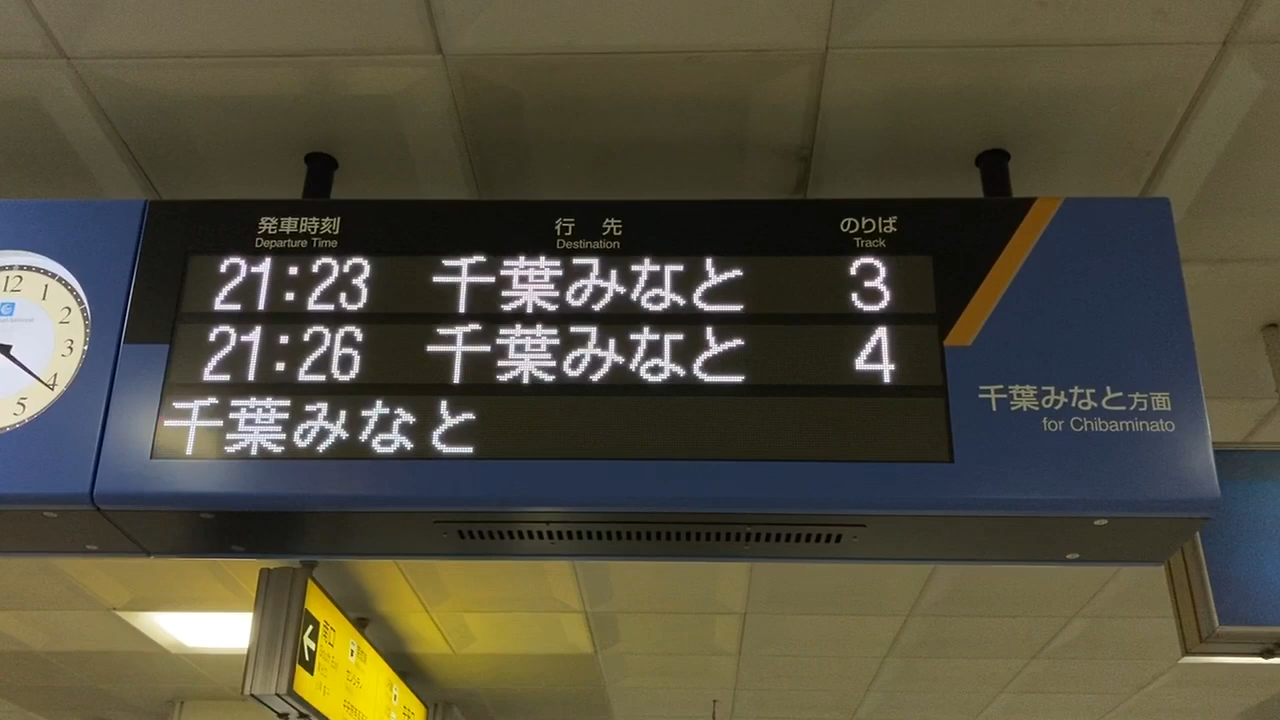 発車時刻 行先 のりば
Departure Time Destination Track
21:23 千葉みなと 3
21:26 千葉みなと 4
千葉みなと
千葉みなと方面
for Chibaminato
12
1
2
3
4
5
南口